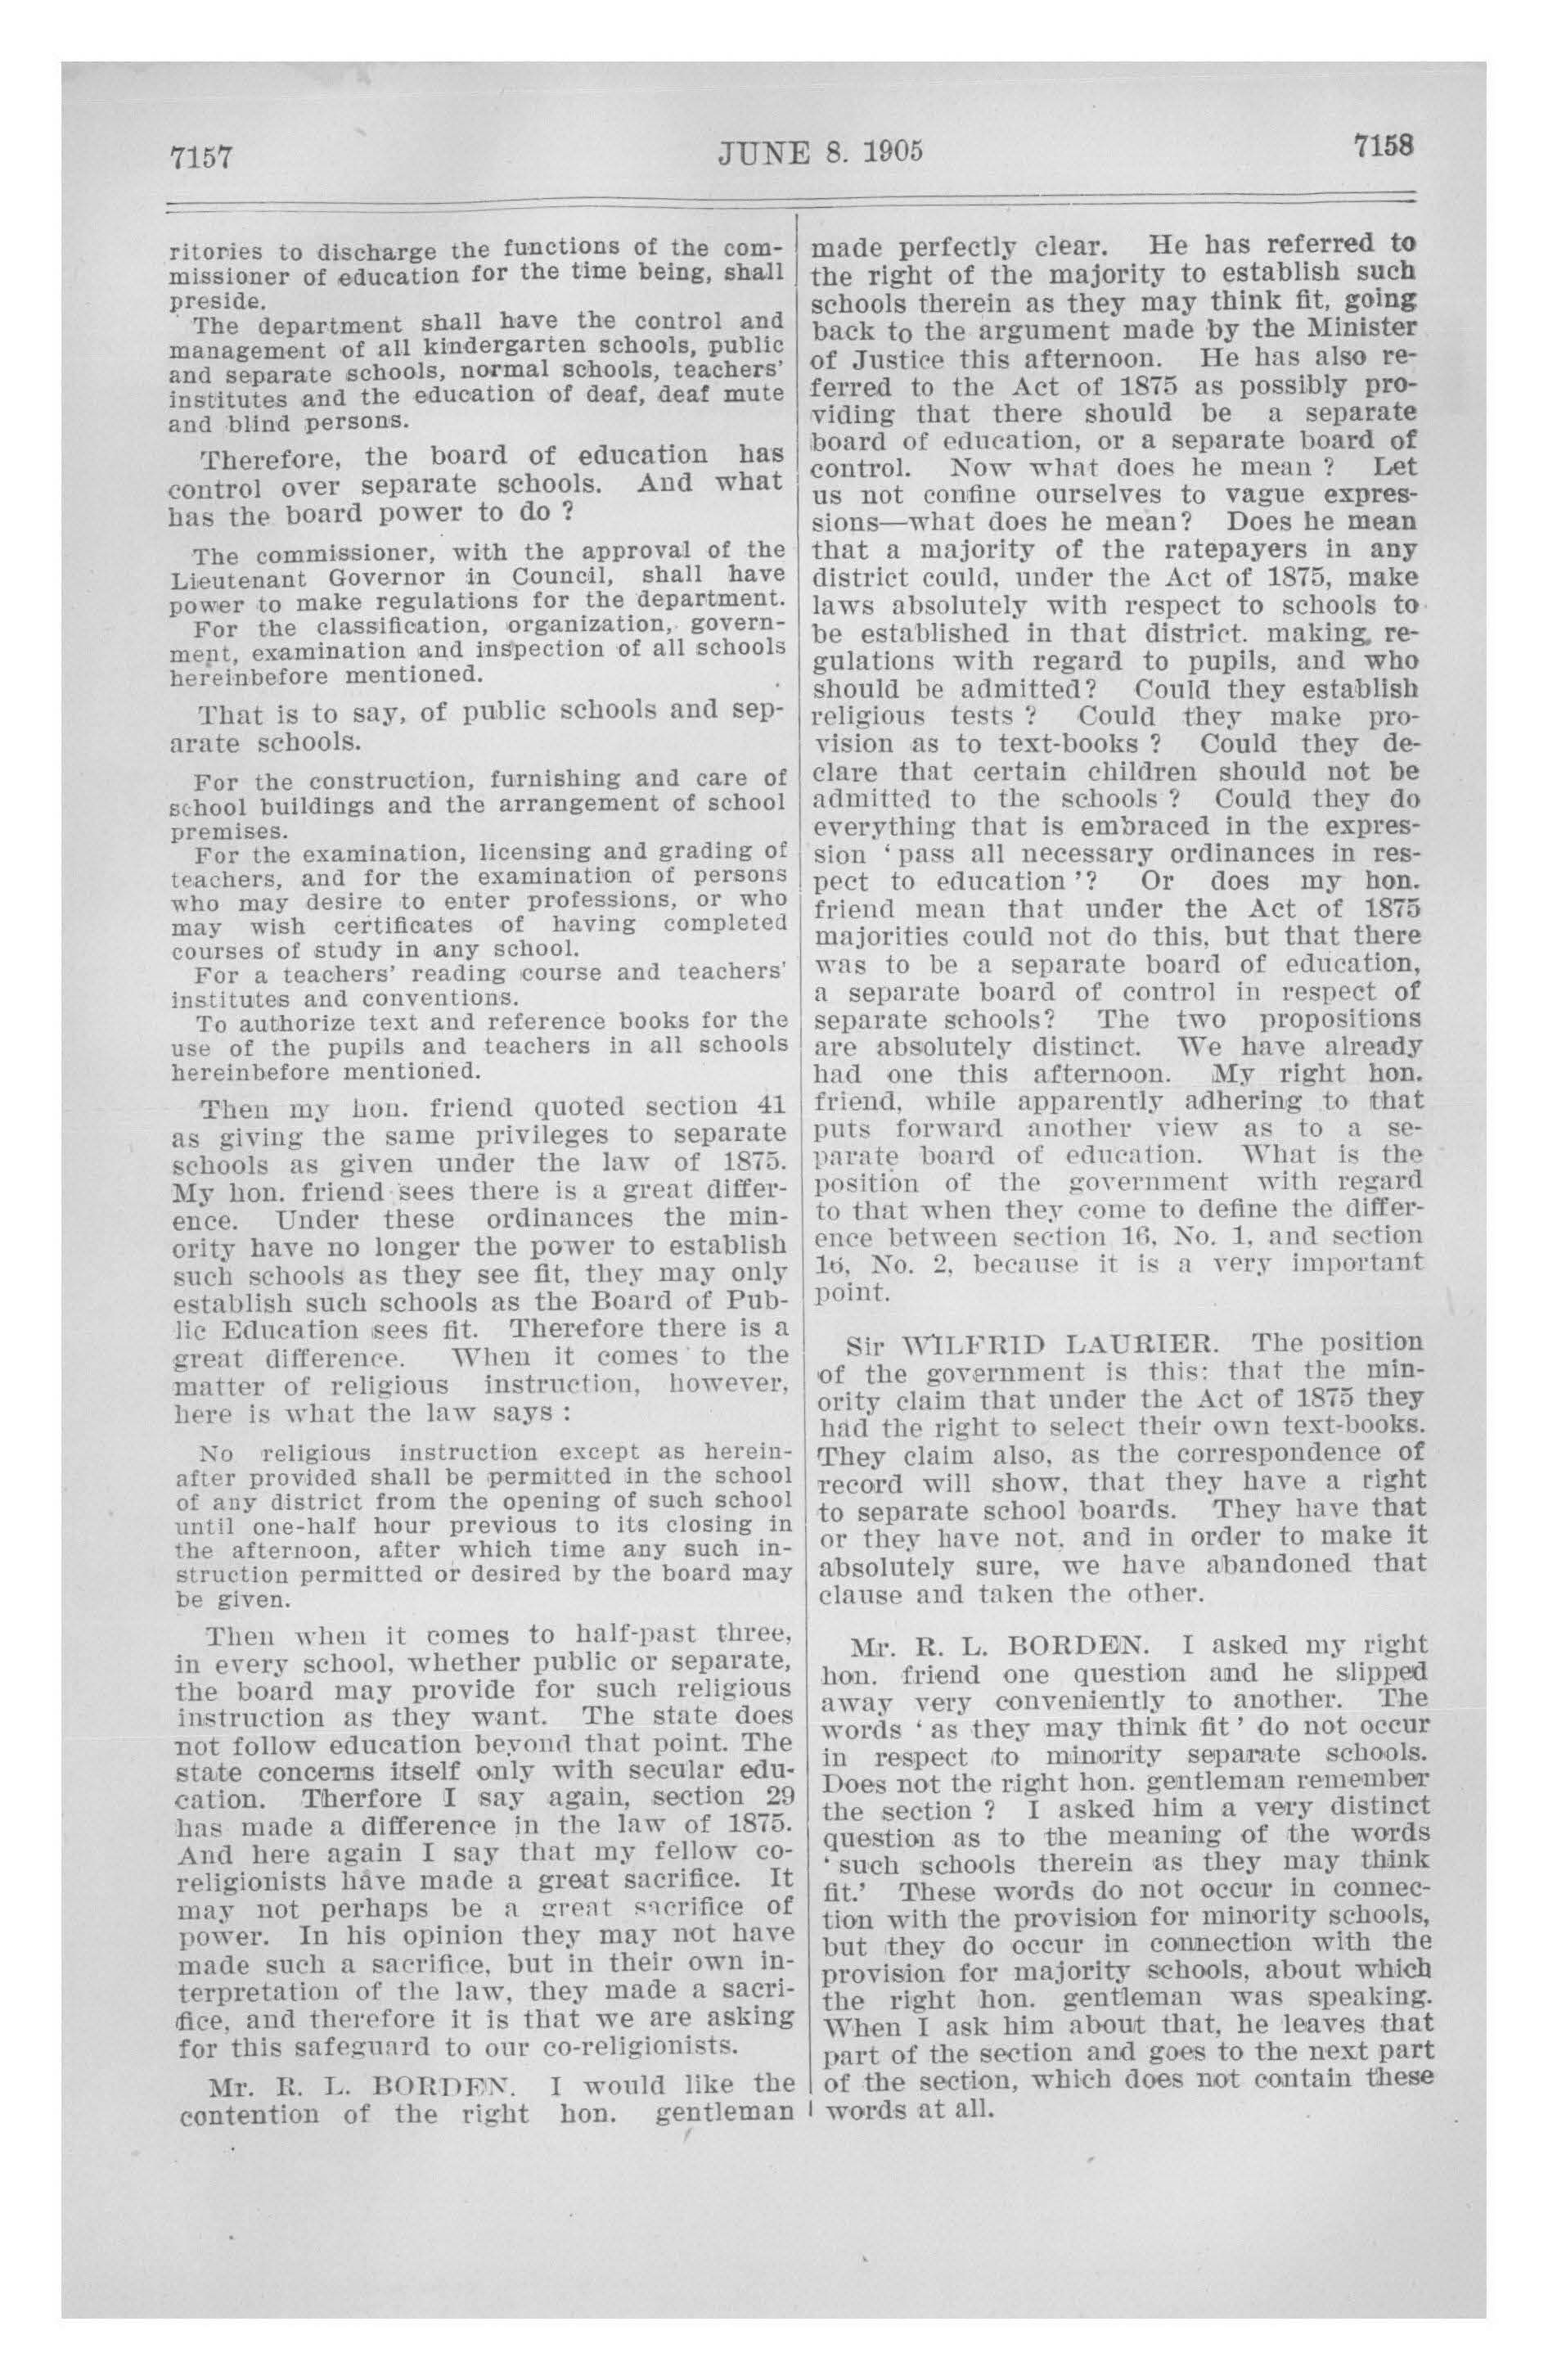 7157
JUNE 8. 1905
7158
ritories to discharge the functions of the com-
missioner of education for the time being, shall
preside.
The department shall have the control and
management of all kindergarten schools, public
and separate schools, normal schools, teachers'
institutes and the education of deaf, deaf mute
and blind persons.
Therefore, the board of education has
control over separate schools. And what
has the board power to do ?
The commissioner, with the approval of the
Lieutenant Governor in Council, shall have
power to make regulations for the department.
For the classification, organization, govern-
ment, examination and inspection of all schools
hereinbefore mentioned.
That is to say, of public schools and sep-
arate schools.
For the construction, furnishing and care of
school buildings and the arrangement of school
premises.
For the examination, licensing and grading of
teachers, and for the examination of persons
who may desire to enter professions, or who
may wish certificates of having completed
courses of study in any school.
For a teachers' reading course and teachers'
institutes and conventions.
To authorize text and reference books for the
use of the pupils and teachers in all schools
hereinbefore mentioned.
Then my hon. friend quoted section 41
as giving the same privileges to separate
schools as given under the law of 1875.
My hon. friend sees there is a great differ-
ence. Under these ordinances the min-
ority have no longer the power to establish
such schools as they see fit, they may only
establish such schools as the Board of Pub-
lic Education sees fit. Therefore there is a
great difference. When it comes to the
matter of religious instruction, however,
here is what the law says :
No religious instruction except as herein-
after provided shall be permitted in the school
of any district from the opening of such school
until one-half hour previous to its closing in
the afternoon, after which time any such in-
struction permitted or desired by the board may
be given.
Then when it comes to half-past three,
in every school, whether public or separate,
the board may provide for such religious
instruction as they want. The state does
not follow education beyond that point. The
state concerns itself only with secular edu-
cation. Therfore I say again, section 29
has made a difference in the law of 1875.
And here again I say that my fellow co-
religionists have made a great sacrifice. It
may not perhaps be a great sacrifice of
power. In his opinion they may not have
made such a sacrifice, but in their own in-
terpretation of the law, they made a sacri-
fice, and therefore it is that we are asking
for this safeguard to our co-religionists.
Mr. R. L. BORDEN. I would like the
contention of the right hon. gentleman
made perfectly clear. He has referred to
the right of the majority to establish such
schools therein as they may think fit, going
back to the argument made by the Minister
of Justice this afternoon. He has also re-
ferred to the Act of 1875 as possibly pro-
viding that there should be a separate
board of education, or a separate board of
control. Now what does he mean ? Let
us not confine ourselves to vague expres-
sions—what does he mean? Does he mean
that a majority of the ratepayers in any
district could, under the Act of 1875, make
laws absolutely with respect to schools to
be established in that district. making, re-
gulations with regard to pupils, and who
should be admitted? Could they establish
religious tests ? Could they make pro-
vision as to text-books ? Could they de-
clare that certain children should not be
admitted to the schools ? Could they do
everything that is embraced in the expres-
sion ‘ pass all necessary ordinances in res-
pect to education ’? Or does my hon.
friend mean that under the Act of 1875
majorities could not do this, but that there
was to be a separate board of education,
a separate board of control in respect of
separate schools? The two propositions
are absolutely distinct. We have already
had one this afternoon. My right hon.
friend, while apparently adhering to that
puts forward another view as to a se-
parate board of education. What is the
position of the government with regard
to that when they come to define the differ-
ence between section 16, No. 1, and section
16, No. 2, because it is a very important
point.
Sir WILFRID LAURIER. The position
of the government is this: that the min-
ority claim that under the Act of 1875 they
had the right to select their own text-books.
They claim also, as the correspondence of
record will show, that they have a right
to separate school boards. They have that
or they have not, and in order to make it
absolutely sure, we have abandoned that
clause and taken the other.
Mr. R. L. BORDEN. I asked my right
hon. friend one question and he slipped
away very conveniently to another. The
words ‘ as they may think fit ’ do not occur
in respect to minority separate schools.
Does not the right hon. gentleman remember
the section ? I asked him a very distinct
question as to the meaning of the words
‘ such schools therein as they may think
fit.’ These words do not occur in connec-
tion with the provision for minority schools,
but they do occur in connection with the
provision for majority schools, about which
the right hon. gentleman was speaking.
When I ask him about that, he leaves that
part of the section and goes to the next part
of the section, which does not contain these
words at all.